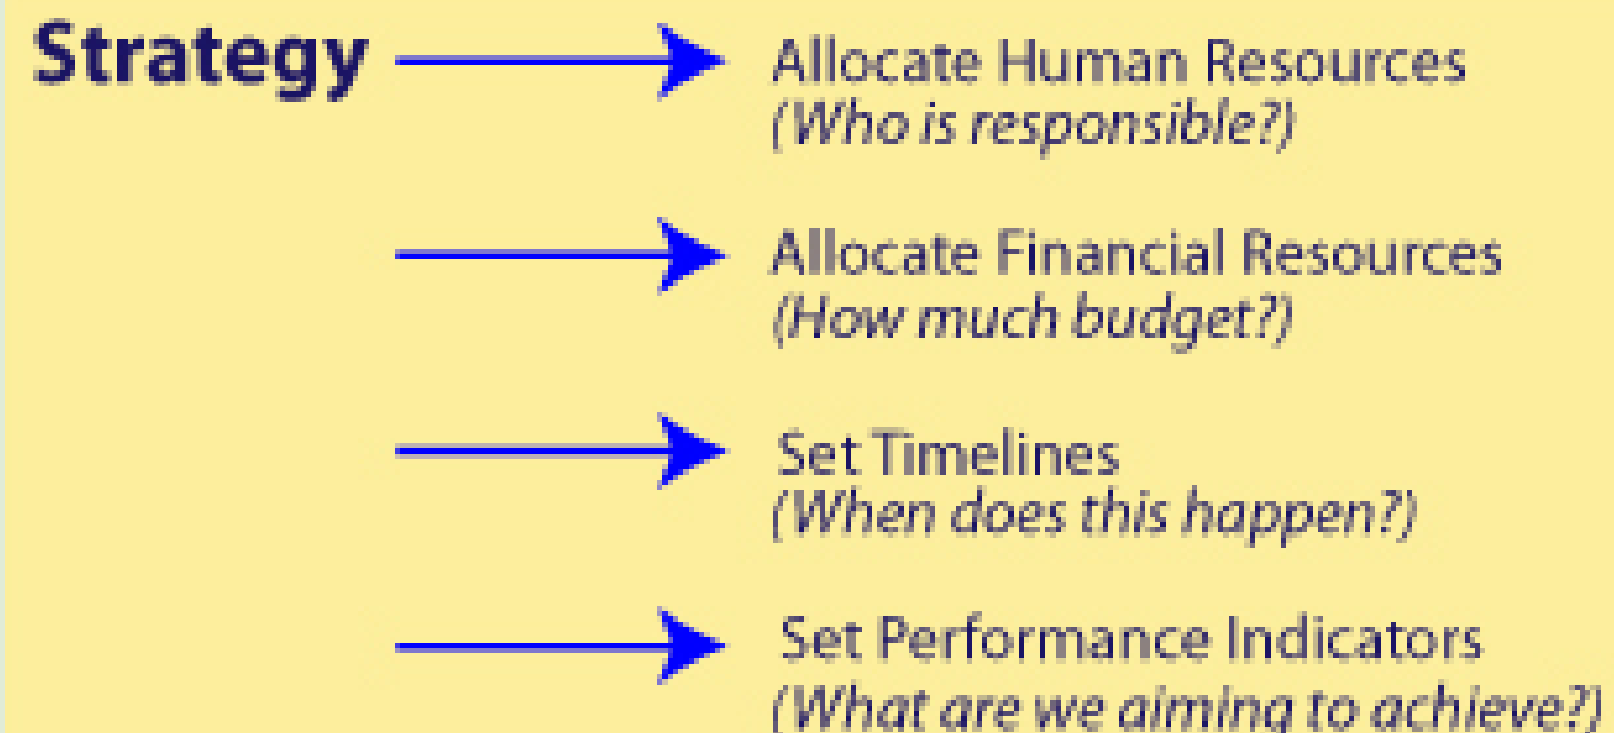 Strategy
Allocate Human Resources
(Who is responsible?)
Allocate Financial Resources
(How much budget?)
Set Timelines
(When does this happen?)
Set Performance Indicators
(What are we aiming to achieve?)